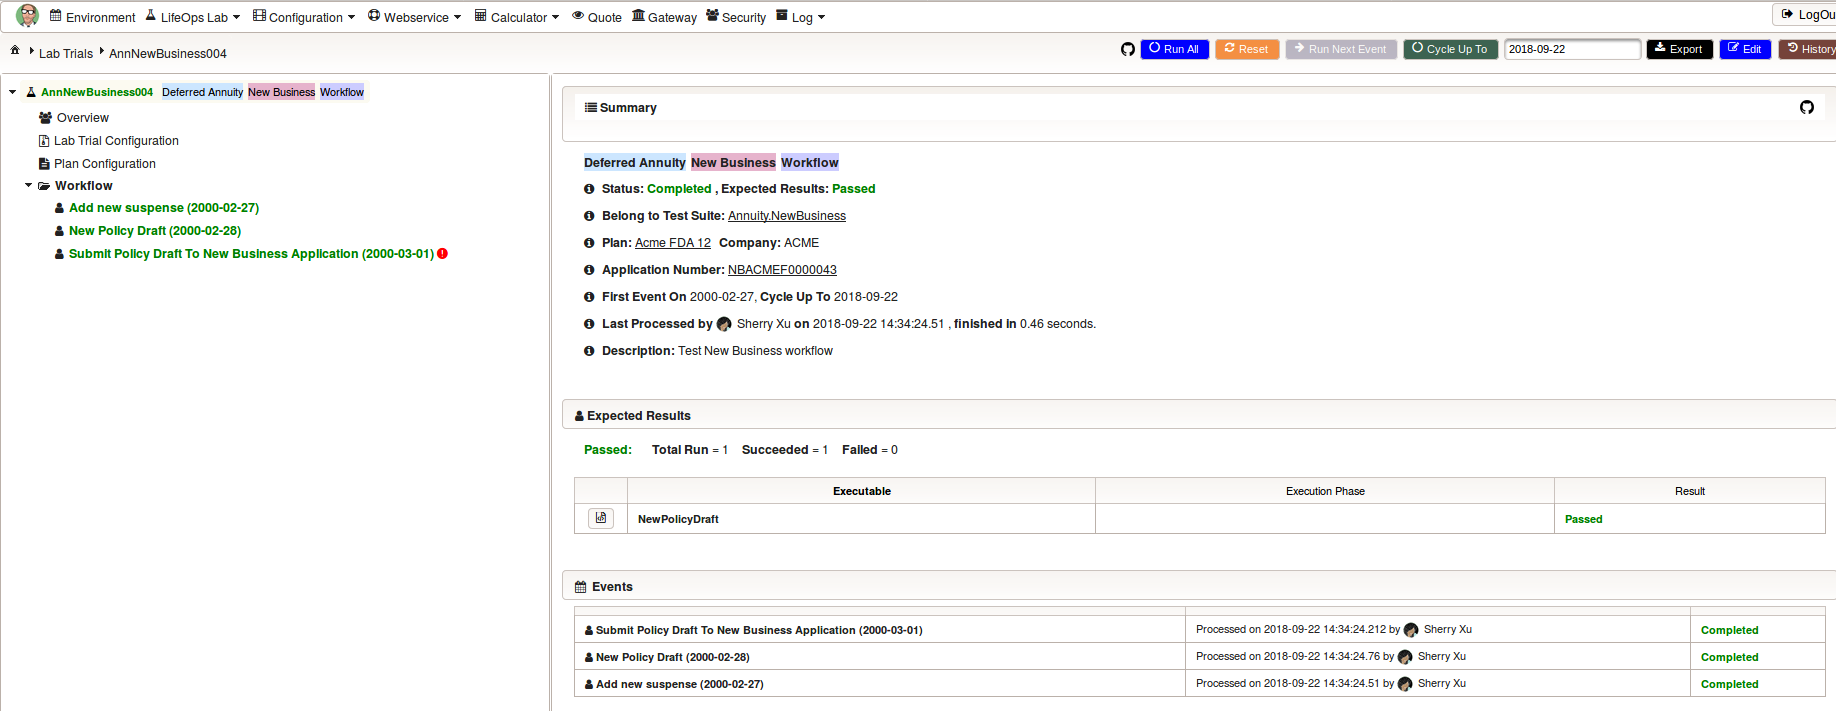 Environment LifeOps Lab Configuration Webservice Calculator Quote Gateway Security Log LogOu
Lab Trials AnnNewBusiness004 Run All Reset Run Next Event Cycle Up To 2018-09-22 Export Edit History
AnnNewBusiness004 Deferred Annuity New Business Workflow
Overview
Lab Trial Configuration
Plan Configuration
Workflow
Add new suspense (2000-02-27)
New Policy Draft (2000-02-28)
Submit Policy Draft To New Business Application (2000-03-01)
Summary
Deferred Annuity New Business Workflow
Status: Completed , Expected Results: Passed
Belong to Test Suite: Annuity.NewBusiness
Plan: Acme FDA 12 Company: ACME
Application Number: NBACMEF0000043
First Event On 2000-02-27, Cycle Up To 2018-09-22
Last Processed by Sherry Xu on 2018-09-22 14:34:24.51 , finished in 0.46 seconds.
Description: Test New Business workflow
Expected Results
Passed: Total Run = 1 Succeeded = 1 Failed = 0
Executable Execution Phase Result
NewPolicyDraft Passed
Events
Submit Policy Draft To New Business Application (2000-03-01) Processed on 2018-09-22 14:34:24.212 by Sherry Xu Completed
New Policy Draft (2000-02-28) Processed on 2018-09-22 14:34:24.76 by Sherry Xu Completed
Add new suspense (2000-02-27) Processed on 2018-09-22 14:34:24.51 by Sherry Xu Completed